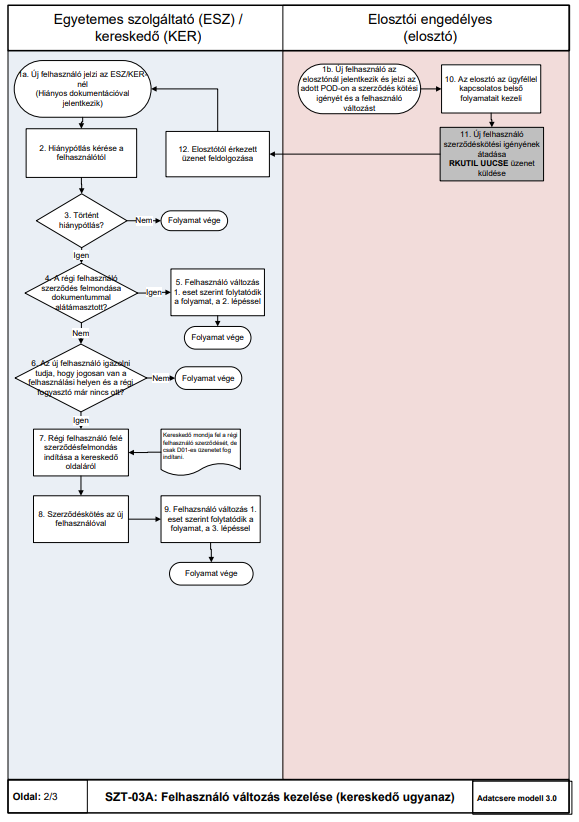 Egyetemes szolgáltató (ESZ) /
kereskedő (KER)
Elosztói engedélyes
(elosztó)
1a. Új felhasználó jelzi az ESZ/KER-
nél
(Hiányos dokumentációval
jelentkezik)
1b. Új felhasználó az
elosztónál jelentkezik és jelzi az
adott POD-on a szerződés kötési
igényét és a felhasználó
változást
10. Az elosztó az ügyféllel
kapcsolatos belső
folyamatait kezeli
2. Hiánypótlás kérése a
felhasználótól
12. Elosztótól érkezett
üzenet feldolgozása
11. Új felhasználó
szerződéskötési igényének
átadása
RKUTIL UUCSE üzenet
küldése
3. Történt
hiánypótlás?
Nem
Folyamat vége
Igen
4. A régi felhasználó
szerződés felmondása
dokumentummal
alátámasztott?
Igen
5. Felhasználó változás
1. eset szerint folytatódik
a folyamat, a 2. lépéssel
Nem
Folyamat vége
6. Az új felhasználó igazolni
tudja, hogy jogosan van a
felhasználási helyen és a régi
fogyasztó már nincs ott?
Nem
Folyamat vége
Igen
7. Régi felhasználó felé
szerződésfelmondás
indítása a kereskedő
oldaláról
Kereskedő mondja fel a régi
felhasználó szerződését, de
csak D01-es üzenetet fog
indítani.
8. Szerződéskötés az új
felhasználóval
9. Felhazsnáló változás 1.
eset szerint folytatódik a
folyamat, a 3. lépéssel
Folyamat vége
Oldal: 2/3
SZT-03A: Felhasználó változás kezelése (kereskedő ugyanaz)
Adatcsere modell 3.0